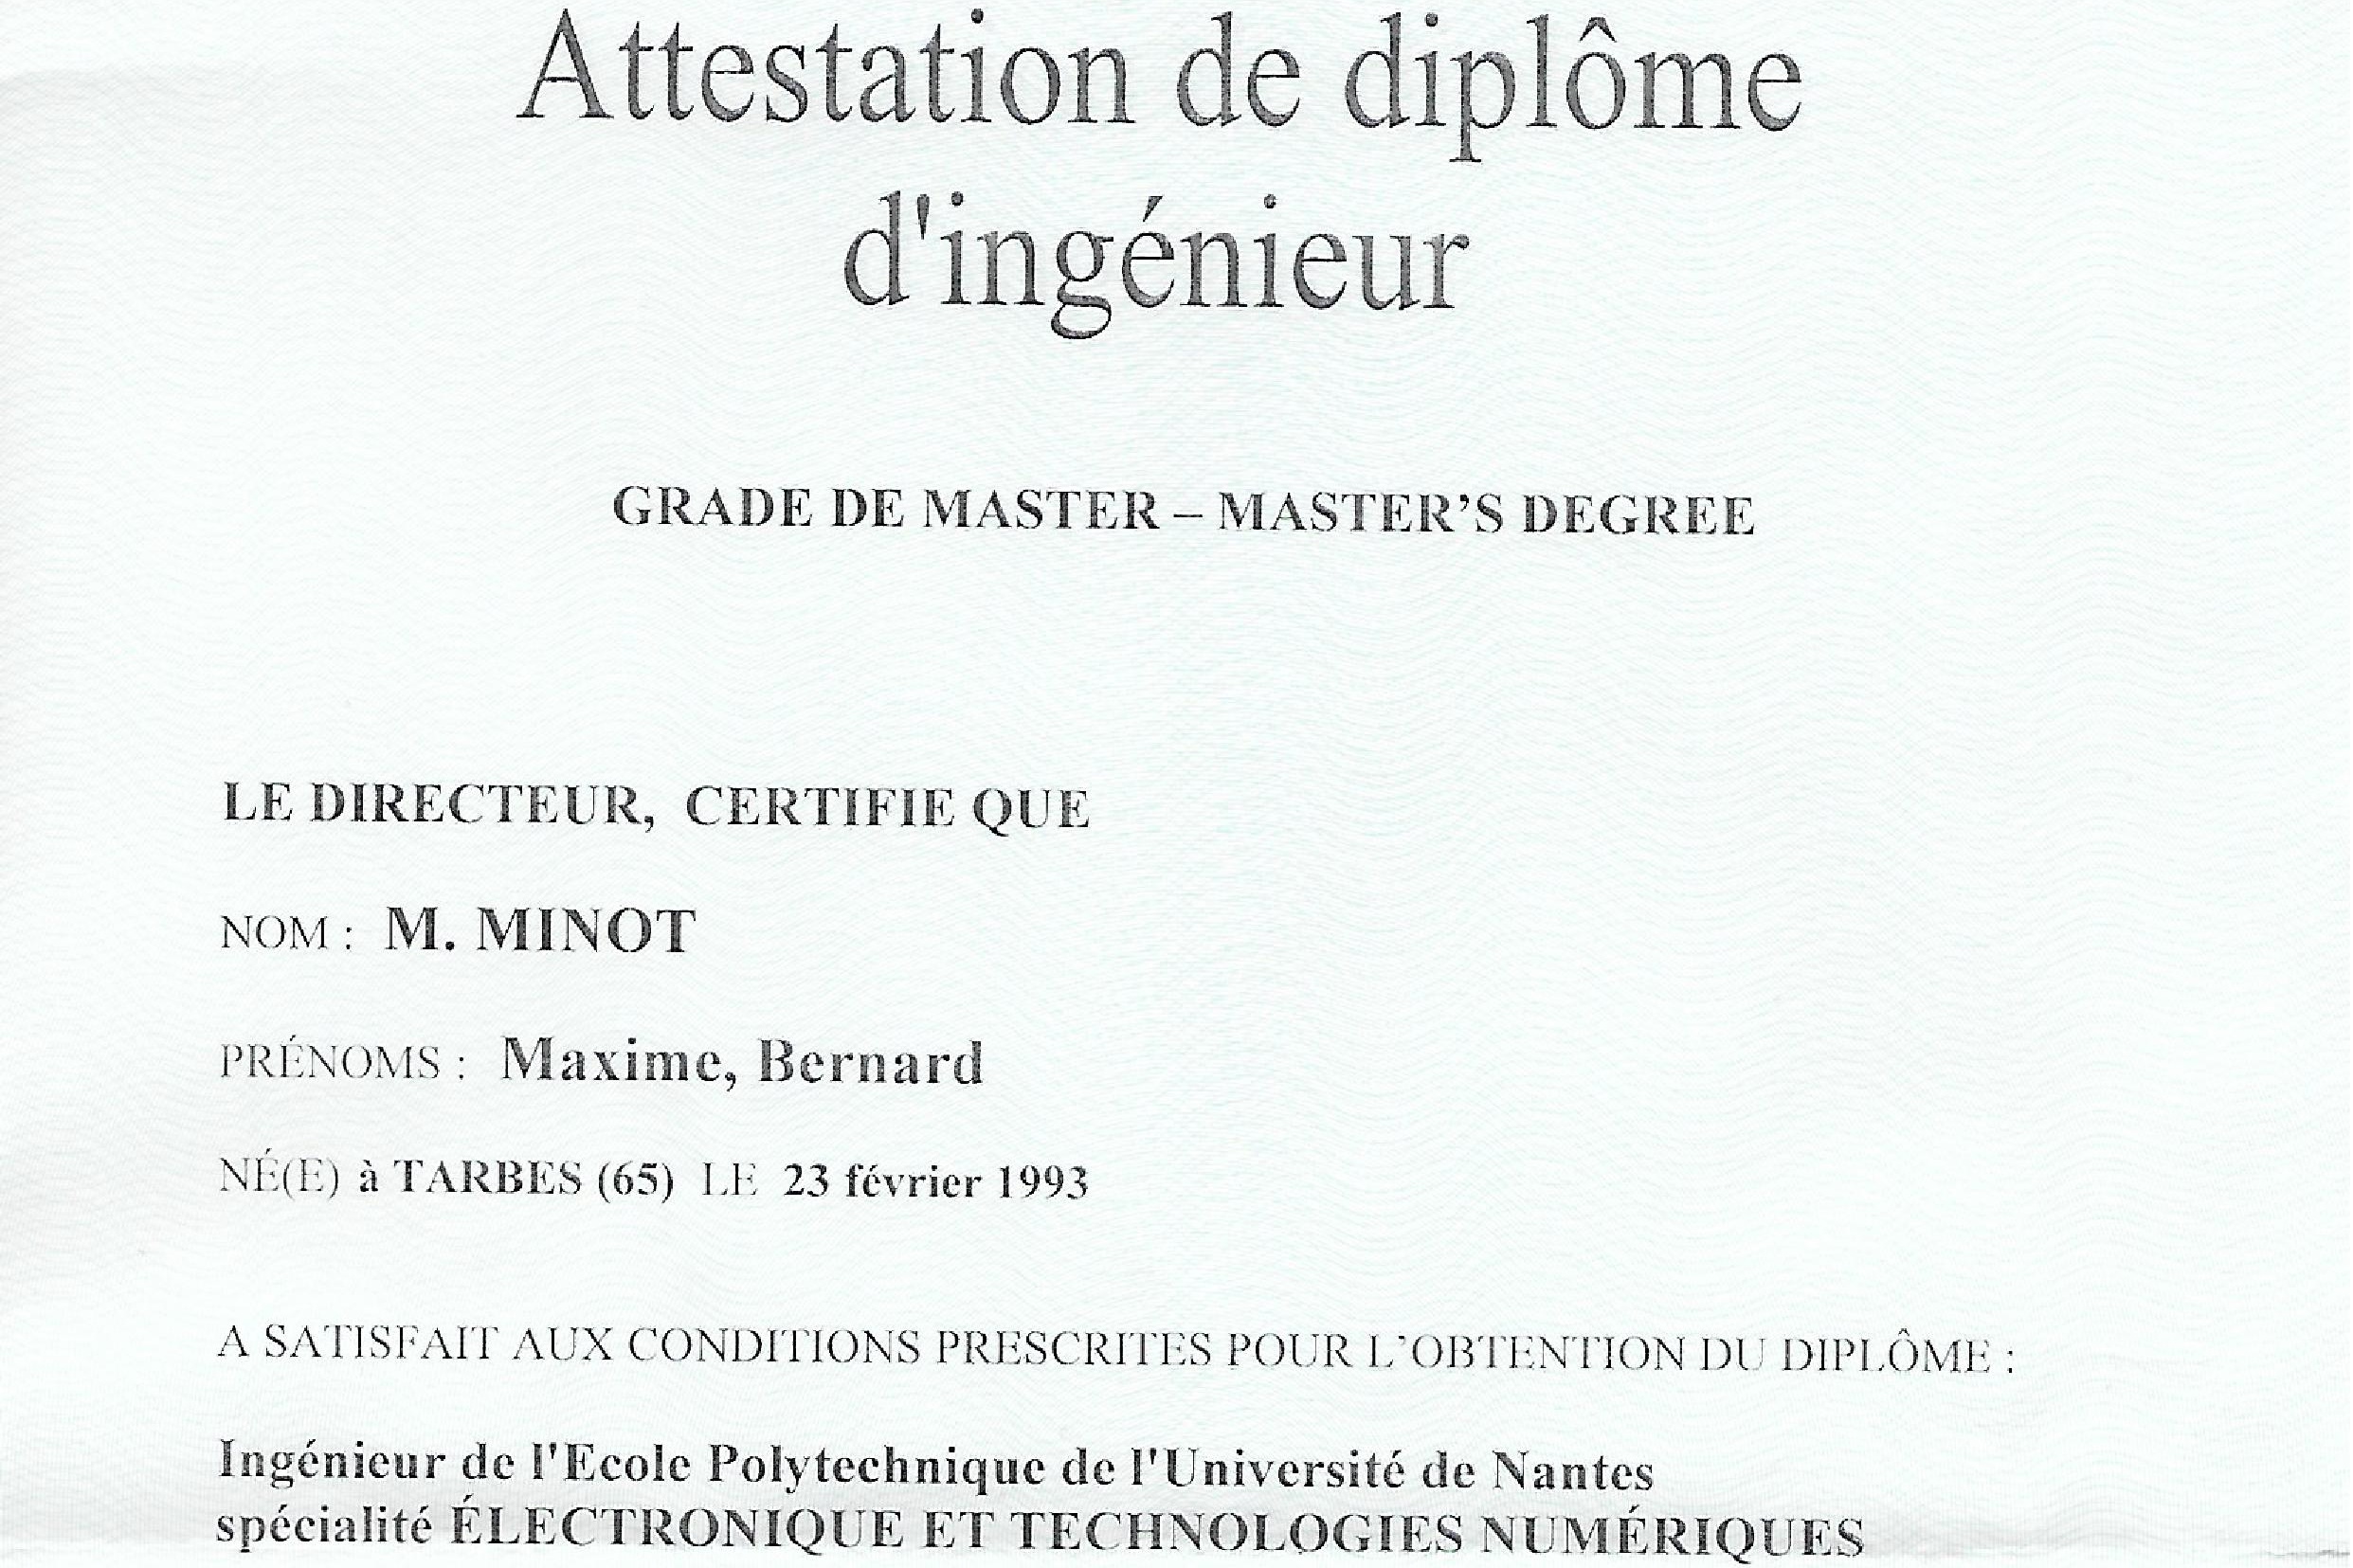 Attestation de diplôme
d'ingénieur
GRADE DE MASTER – MASTER’S DEGREE
LE DIRECTEUR, CERTIFIE QUE
NOM : M. MINOT
PRÉNOMS : Maxime, Bernard
NÉ(E) à TARBES (65) LE 23 février 1993
A SATISFAIT AUX CONDITIONS PRESCRITES POUR L’OBTENTION DU DIPLÔME :
Ingénieur de l'Ecole Polytechnique de l'Université de Nantes
spécialité ÉLECTRONIQUE ET TECHNOLOGIES NUMÉRIQUES